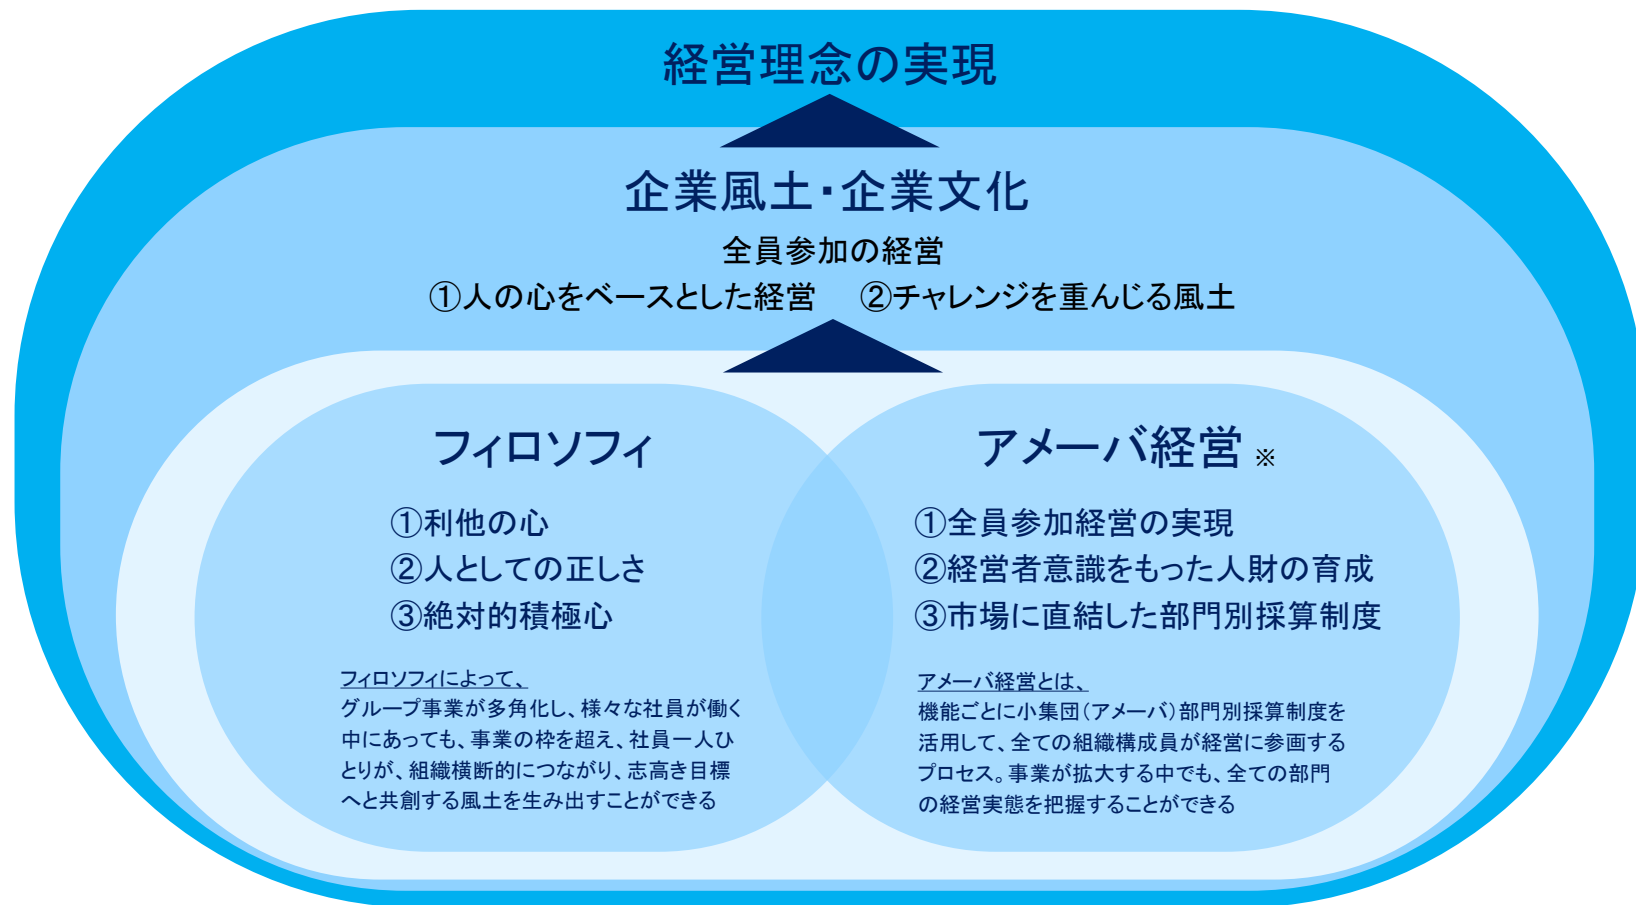 経営理念の実現
企業風土・企業文化
全員参加の経営
①人の心をベースとした経営　②チャレンジを重んじる風土
フィロソフィ
①利他の心
②人としての正しさ
③絶対的積極心
フィロソフィによって、
グループ事業が多角化し、様々な社員が働く
中にあっても、事業の枠を超え、社員一人ひ
とりが、組織横断的につながり、志高き目標
へと共創する風土を生み出すことができる
アメーバ経営 ※
①全員参加経営の実現
②経営者意識をもった人財の育成
③市場に直結した部門別採算制度
アメーバ経営とは、
機能ごとに小集団（アメーバ）部門別採算制度を
活用して、全ての組織構成員が経営に参画する
プロセス。事業が拡大する中でも、全ての部門
の経営実態を把握することができる